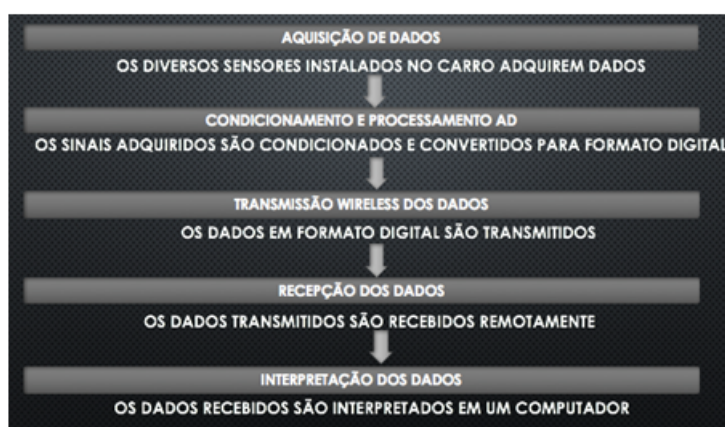 AQUISIÇÃO DE DADOS
OS DIVERSOS SENSORES INSTALADOS NO CARRO ADQUIREM DADOS
CONDICIONAMENTO E PROCESSAMENTO AD
OS SINAIS ADQUIRIDOS SÃO CONDICIONADOS E CONVERTIDOS PARA FORMATO DIGITAL
TRANSMISSÃO WIRELESS DOS DADOS
OS DADOS EM FORMATO DIGITAL SÃO TRANSMITIDOS
RECEPÇÃO DOS DADOS
OS DADOS TRANSMITIDOS SÃO RECEBIDOS REMOTAMENTE
INTERPRETAÇÃO DOS DADOS
OS DADOS RECEBIDOS SÃO INTERPRETADOS EM UM COMPUTADOR